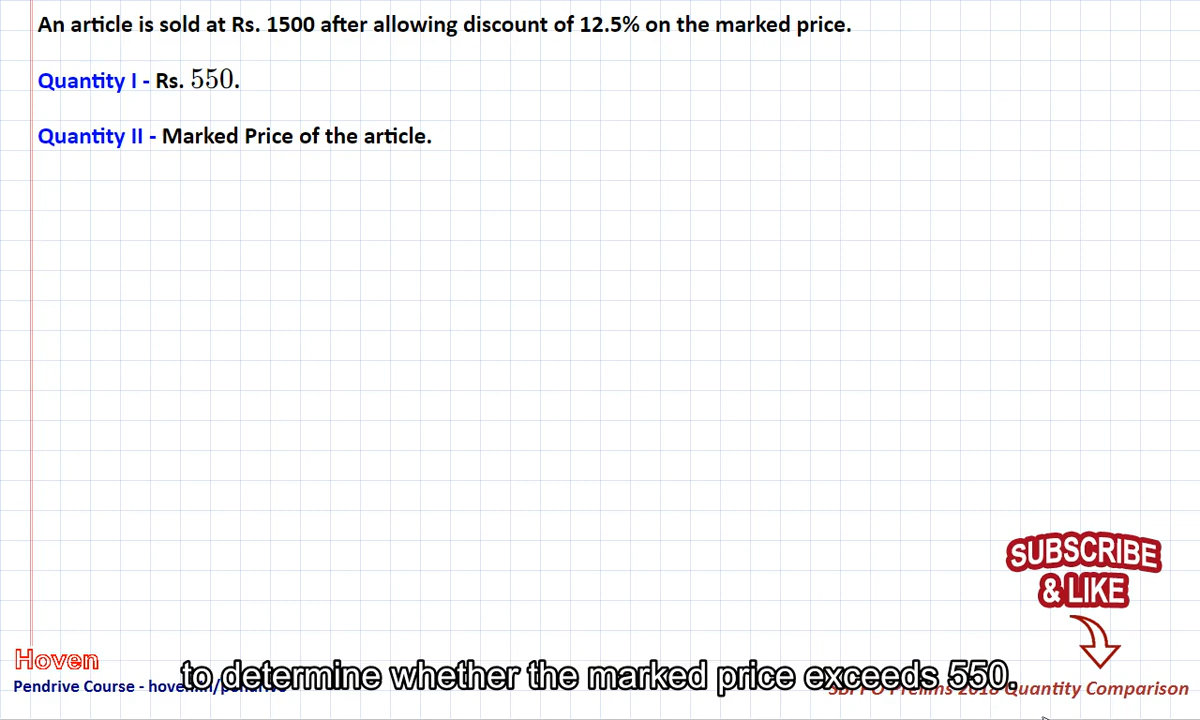 An article is sold at Rs. 1500 after allowing discount of 12.5% on the marked price.
Quantity I - Rs. 550.
Quantity II - Marked Price of the article.
SUBSCRIBE
& LIKE
Hoven
to determine whether the marked price exceeds 550.
Pendrive Course -
Prelims 2018 Quantity Comparison